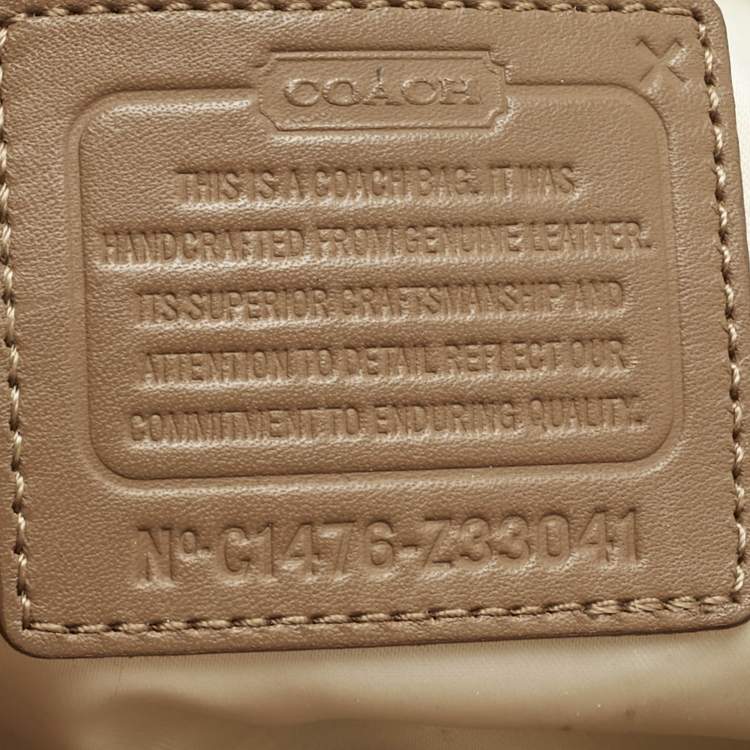 COACH
THIS IS A COACH BAG. IT WAS
HANDCRAFTED FROM GENUINE LEATHER.
ITS SUPERIOR CRAFTSMANSHIP AND
ATTENTION TO DETAIL REFLECT OUR
COMMITMENT TO ENDURING QUALITY.
Nº C1476-Z33041